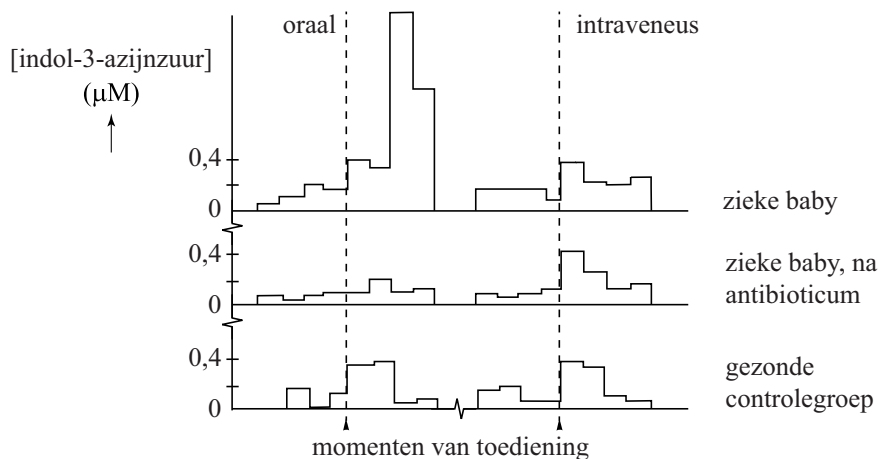 oraal
intraveneus
[indol-3-azijnzuur]
(μM)
0,4
0
zieke baby
0,4
0
zieke baby, na
antibioticum
0,4
0
gezonde
controlegroep
momenten van toediening